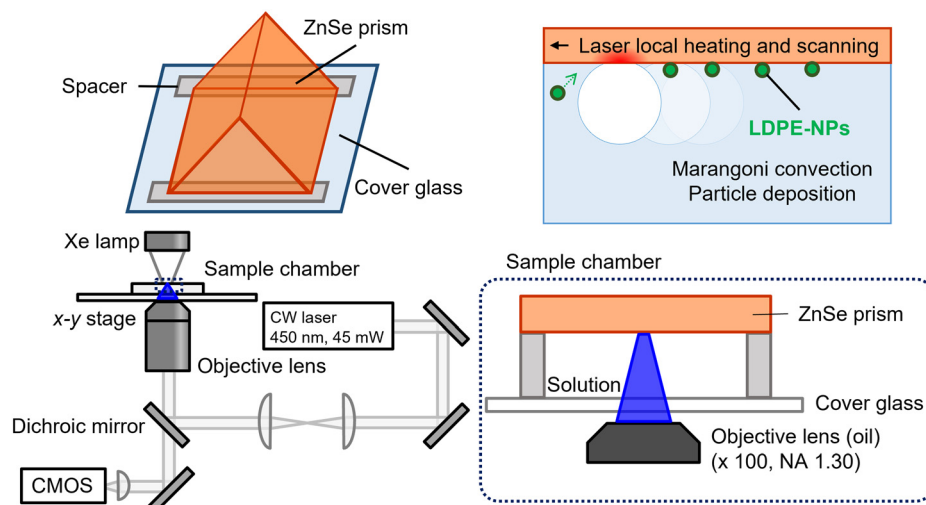 ZnSe prism
Spacer
Cover glass
← Laser local heating and scanning
LDPE-NPs
Marangoni convection
Particle deposition
Xe lamp
Sample chamber
x-y stage
CW laser
450 nm, 45 mW
Objective lens
Dichroic mirror
CMOS
Sample chamber
ZnSe prism
Solution
Cover glass
Objective lens (oil)
(x 100, NA 1.30)